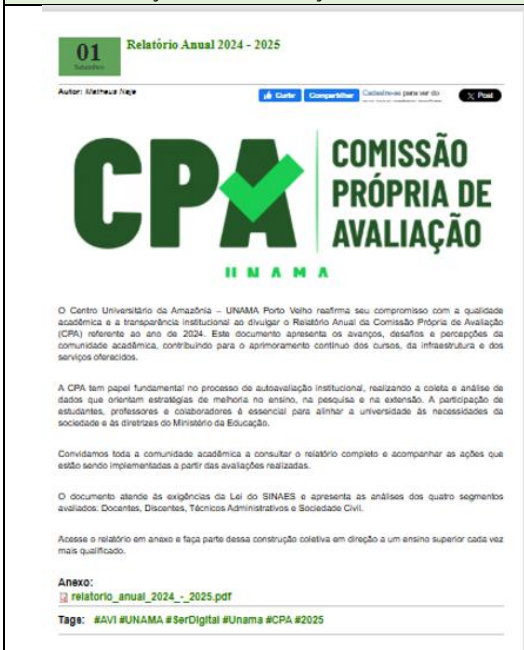 01
Setembro
Relatório Anual 2024 - 2025
Autor: Matheus Neje
Curtir
Compartilhar
Cadastre-se para ver do
Post
CPA
COMISSÃO
PRÓPRIA DE
AVALIAÇÃO
UNAMA
O Centro Universitário da Amazônia – UNAMA Porto Velho reafirma seu compromisso com a qualidade
acadêmica e a transparência institucional ao divulgar o Relatório Anual da Comissão Própria de Avaliação
(CPA) referente ao ano de 2024. Este documento apresenta os avanços, desafios e percepções da
comunidade acadêmica, contribuindo para o aprimoramento contínuo dos cursos, da infraestrutura e dos
serviços oferecidos.
A CPA tem papel fundamental no processo de autoavaliação institucional, realizando a coleta e análise de
dados que orientam estratégias de melhoria no ensino, na pesquisa e na extensão. A participação de
estudantes, professores e colaboradores é essencial para alinhar a universidade às necessidades da
sociedade e às diretrizes do Ministério da Educação.
Convidamos toda a comunidade acadêmica a consultar o relatório completo e acompanhar as ações que
estão sendo implementadas a partir das avaliações realizadas.
O documento atende às exigências da Lei do SINAES e apresenta as análises dos quatro segmentos
avaliados: Docentes, Discentes, Técnicos Administrativos e Sociedade Civil.
Acesse o relatório em anexo e faça parte dessa construção coletiva em direção a um ensino superior cada vez
mais qualificado.
Anexo:
relatorio_anual_2024_-_2025.pdf
Tags: #AVI #UNAMA #SerDigital #Unama #CPA #2025